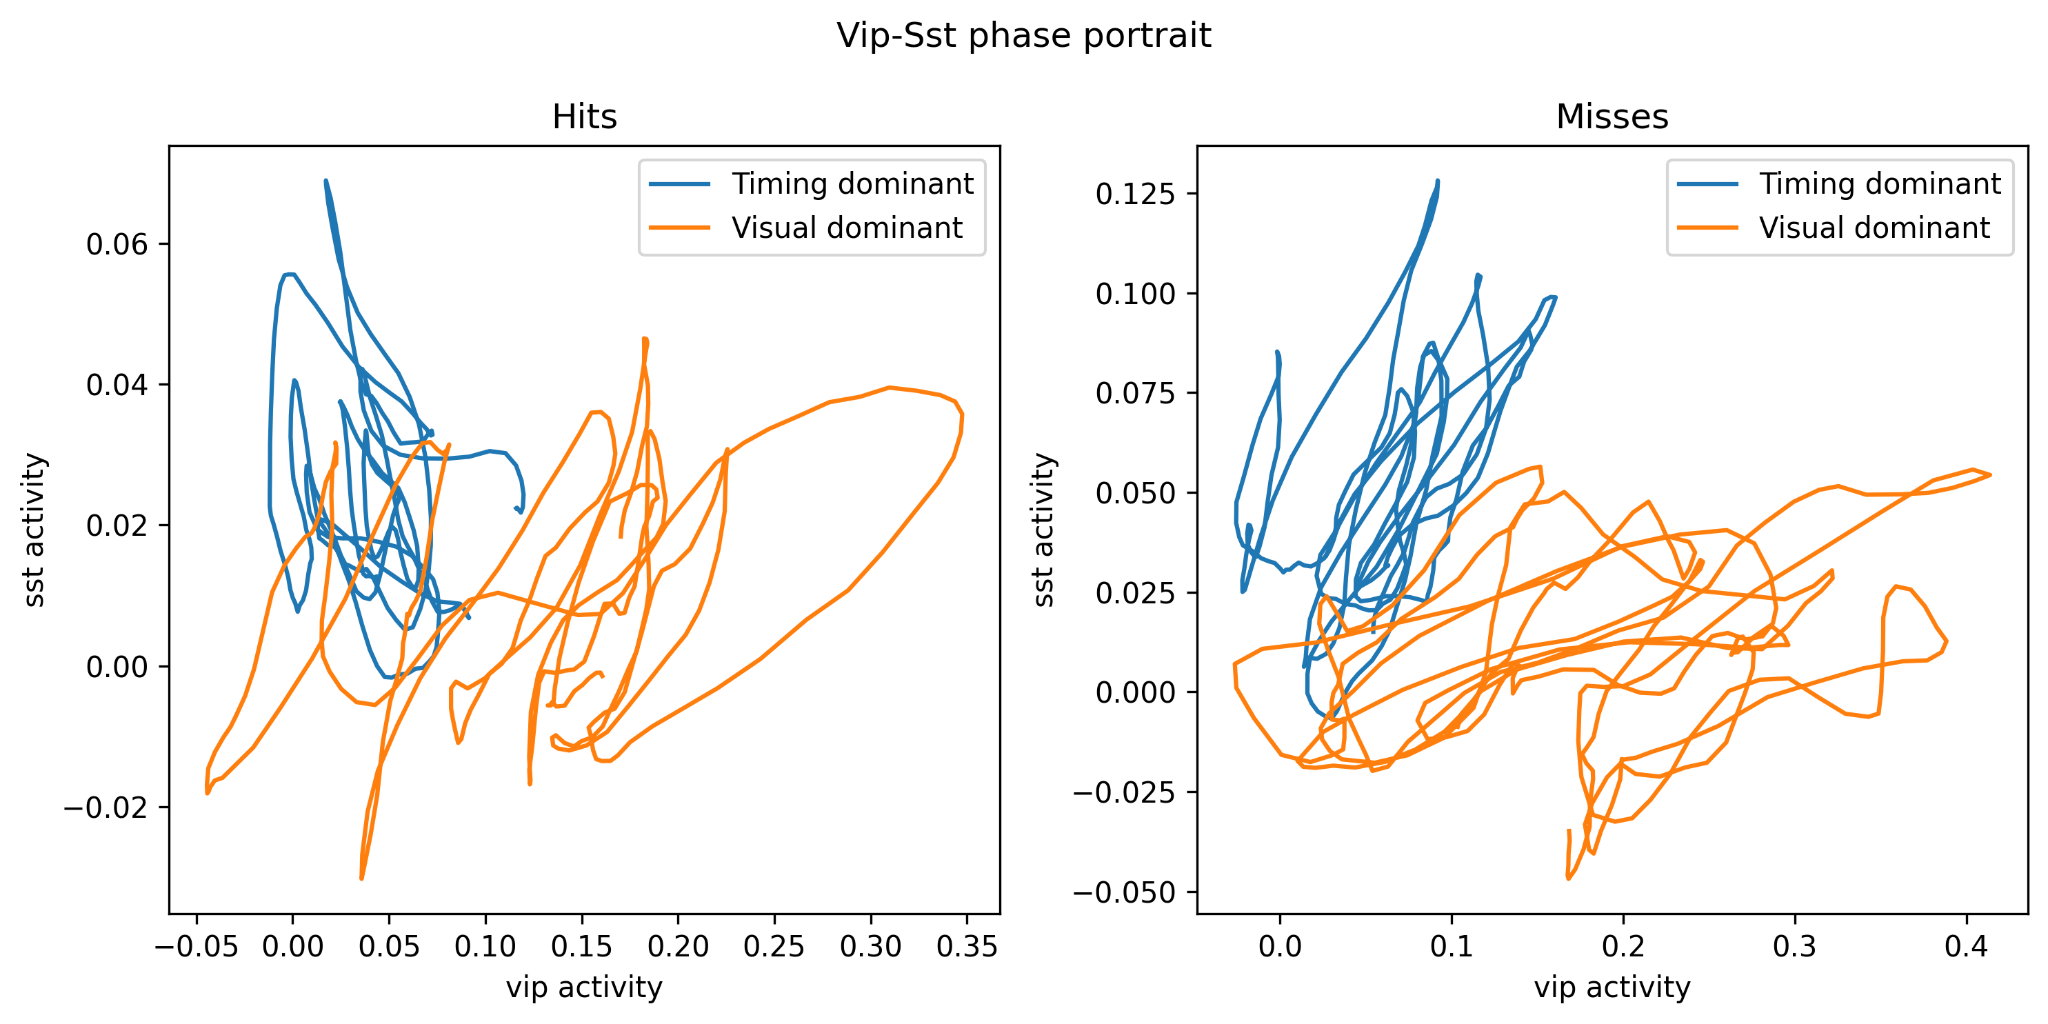 Vip-Sst phase portrait
Hits
Timing dominant
Visual dominant
sst activity
0.06
0.04
0.02
0.00
−0.02
−0.05 0.00 0.05 0.10 0.15 0.20 0.25 0.30 0.35
vip activity
Misses
Timing dominant
Visual dominant
sst activity
0.125
0.100
0.075
0.050
0.025
0.000
−0.025
−0.050
0.0 0.1 0.2 0.3 0.4
vip activity